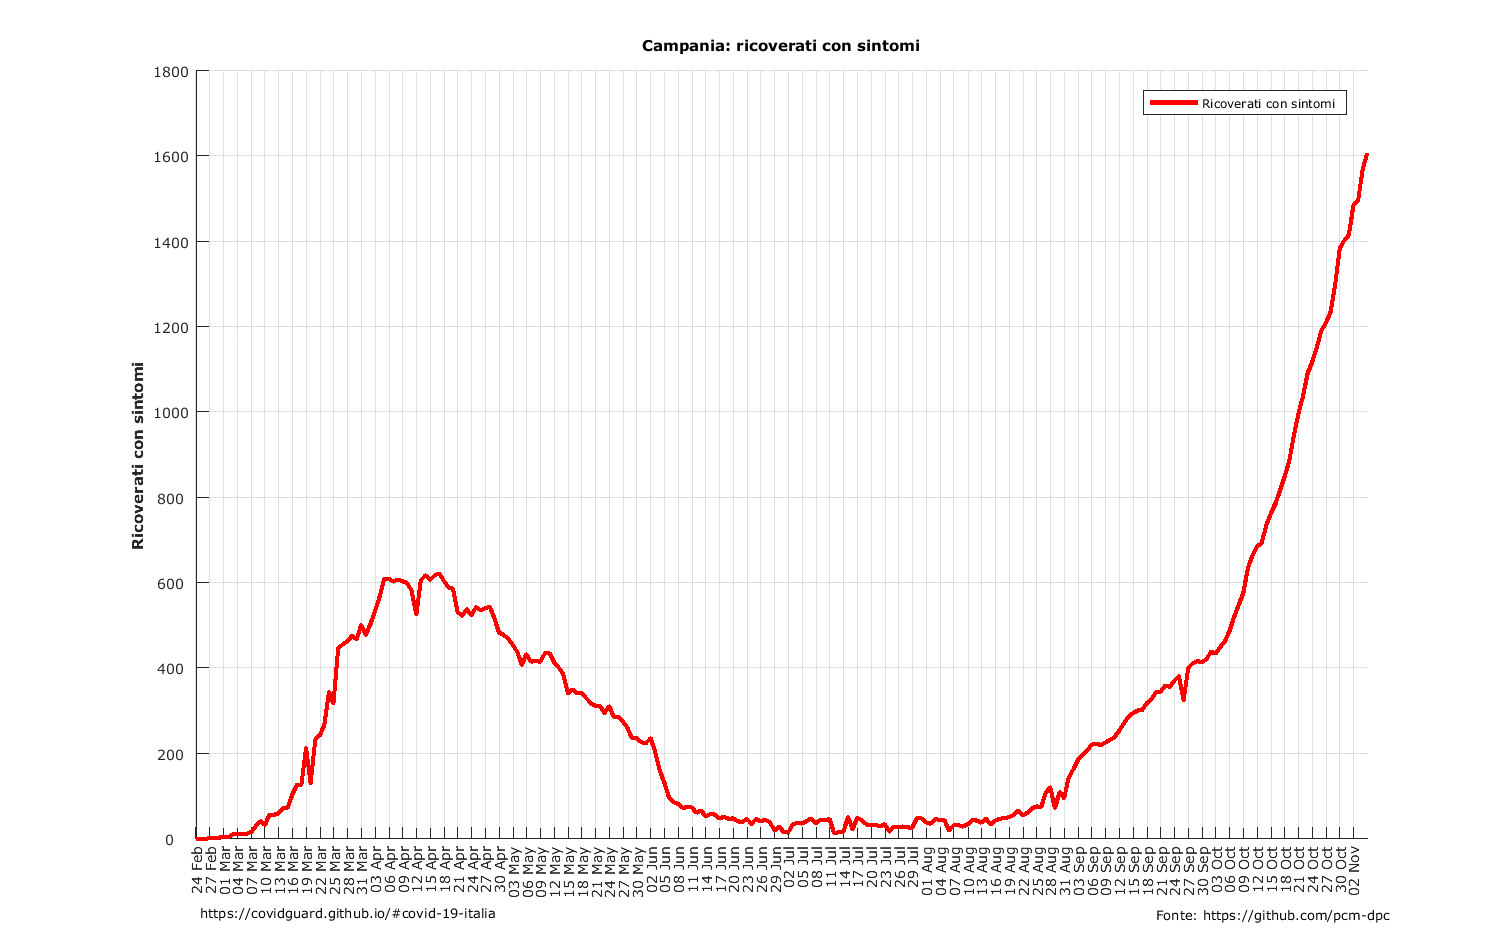 Campania: ricoverati con sintomi
Ricoverati con sintomi
Ricoverati con sintomi
1800
1600
1400
1200
1000
800
600
400
200
0
24 Feb
27 Feb
01 Mar
04 Mar
07 Mar
10 Mar
13 Mar
16 Mar
19 Mar
22 Mar
25 Mar
28 Mar
31 Mar
03 Apr
06 Apr
09 Apr
12 Apr
15 Apr
18 Apr
21 Apr
24 Apr
27 Apr
30 Apr
03 May
06 May
09 May
12 May
15 May
18 May
21 May
24 May
27 May
30 May
02 Jun
05 Jun
08 Jun
11 Jun
14 Jun
17 Jun
20 Jun
23 Jun
26 Jun
29 Jun
02 Jul
05 Jul
08 Jul
11 Jul
14 Jul
17 Jul
20 Jul
23 Jul
26 Jul
29 Jul
01 Aug
04 Aug
07 Aug
10 Aug
13 Aug
16 Aug
19 Aug
22 Aug
25 Aug
28 Aug
31 Aug
03 Sep
06 Sep
09 Sep
12 Sep
15 Sep
18 Sep
21 Sep
24 Sep
27 Sep
30 Sep
03 Oct
06 Oct
09 Oct
12 Oct
15 Oct
18 Oct
21 Oct
24 Oct
27 Oct
30 Oct
02 Nov
https://covidguard.github.io/#covid-19-italia
Fonte: https://github.com/pcm-dpc